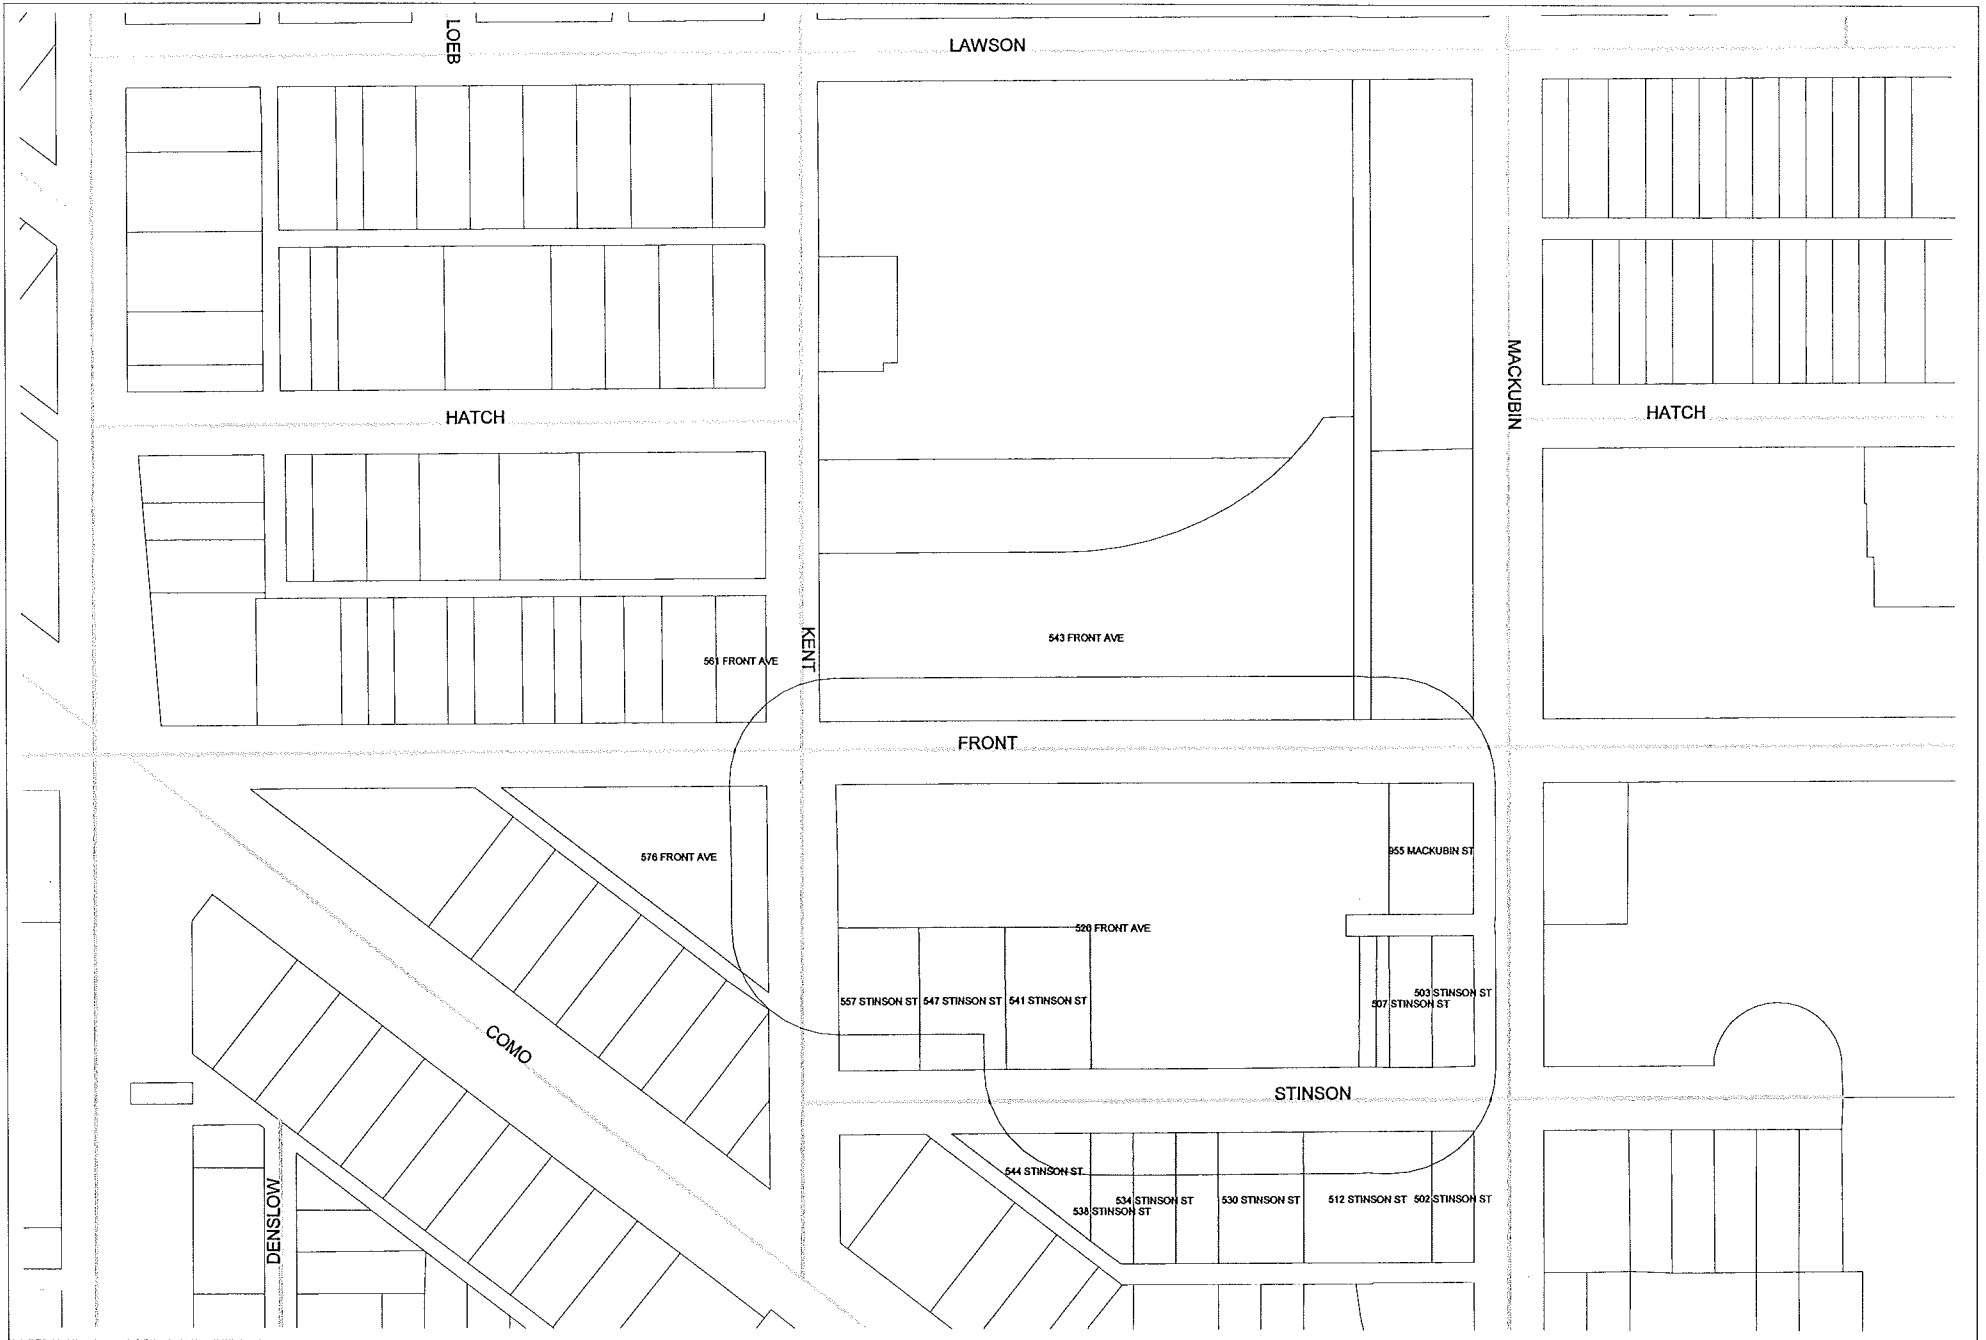 LOEB
LAWSON
MACKUBIN
HATCH
HATCH
KENT
543 FRONT AVE
561 FRONT AVE
FRONT
576 FRONT AVE
955 MACKUBIN ST
520 FRONT AVE
557 STINSON ST
547 STINSON ST
541 STINSON ST
503 STINSON ST
507 STINSON ST
COMO
STINSON
544 STINSON ST
534 STINSON ST
530 STINSON ST
512 STINSON ST
502 STINSON ST
538 STINSON ST
DENSLOW